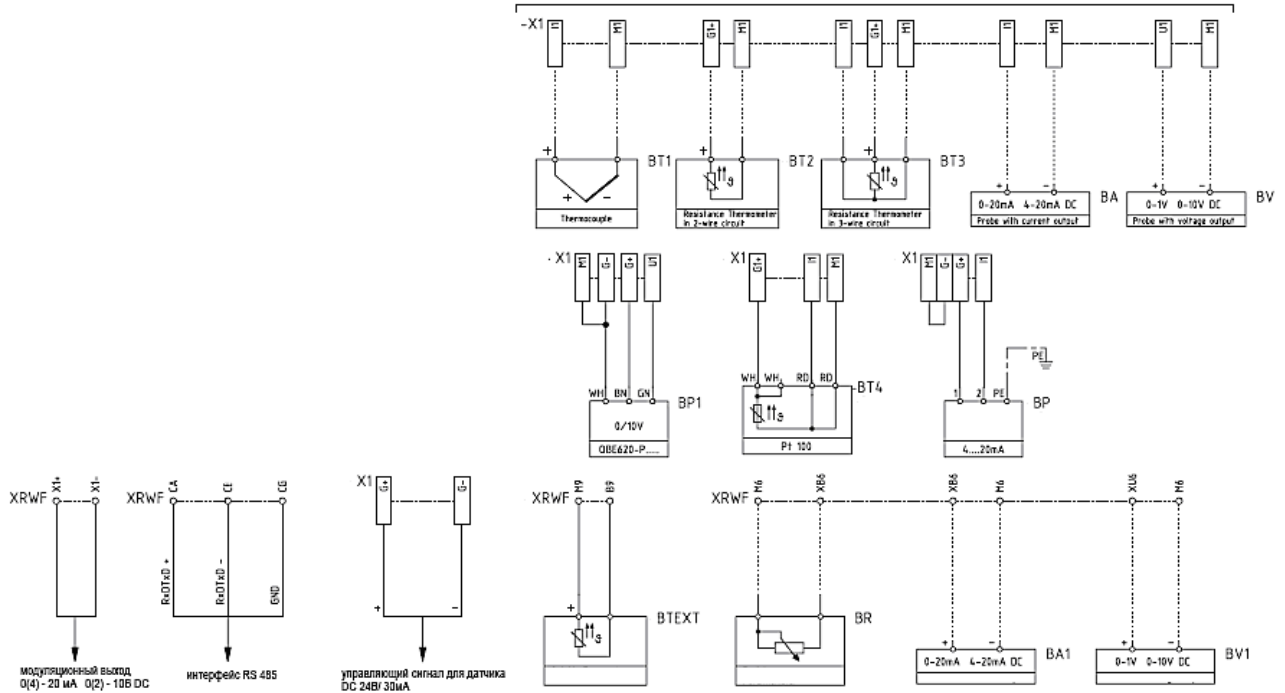 -X1 I1 M1 G1+ M1 I1 G1+ M1 I1 M1 U1 M1
+ + +
BT1 BT2 BT3
+ - + - + -
0-20mA 4-20mA DC BA 0-1V 0-10V DC BV
Thermocouple
Resistance Thermometer
in 2-wire circuit
Resistance Thermometer
in 3-wire circuit
Probe with current output
Probe with voltage output
X1 M1 G- G+ U1 X1 G1+ I1 M1 X1 M1 G- G+ I1
PE
WH BN GN BP1 WH WH RD RD -BT4 1 2 PE BP
0/10V
QBE620-P.....
Pt 100
4....20mA
XRWF X1+ X1- XRWF CA CE CG X1 G+ G- XRWF M9 B9 XRWF M6 XB6 XB6 M6 XU6 M6
RxDTxD + RxDTxD - GND
+ - + BTEXT BR
+ - + -
0-20mA 4-20mA DC BA1 0-1V 0-10V DC BV1
модуляционный выход
0(4) - 20 мА 0(2) - 10В DC
интерфейс RS 485
управляющий сигнал для датчика
DC 24В/ 30мА